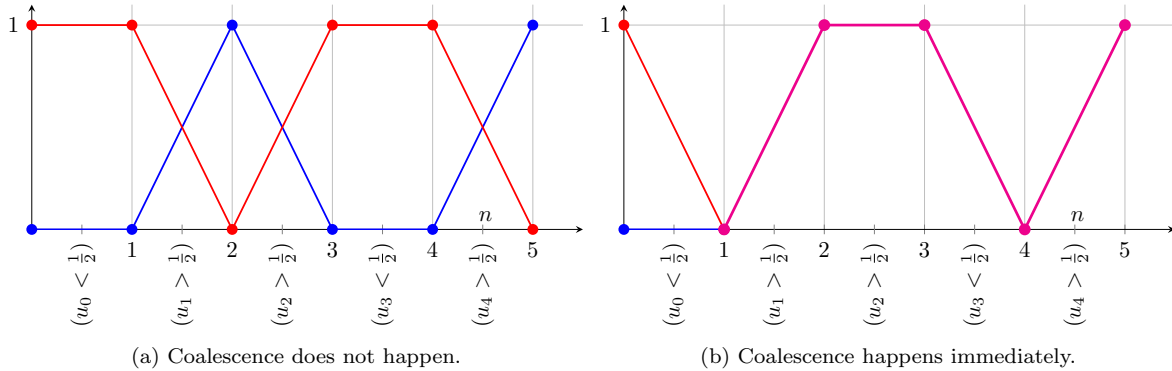 1
n
1 2 3 4 5
(u₀ < ½) (u₁ > ½) (u₂ > ½) (u₃ < ½) (u₄ > ½)
(a) Coalescence does not happen.
1
n
1 2 3 4 5
(u₀ < ½) (u₁ > ½) (u₂ > ½) (u₃ < ½) (u₄ > ½)
(b) Coalescence happens immediately.